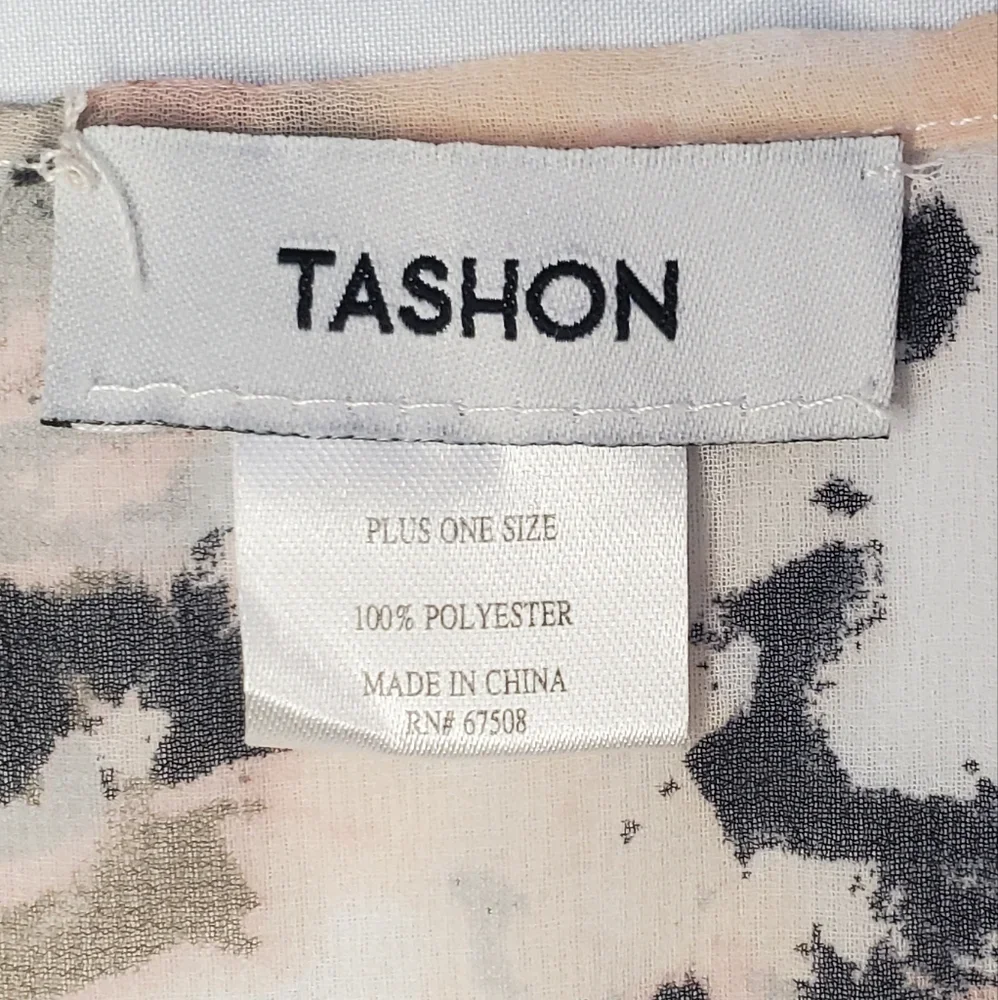 TASHON
PLUS ONE SIZE
100% POLYESTER
MADE IN CHINA
RN# 67508